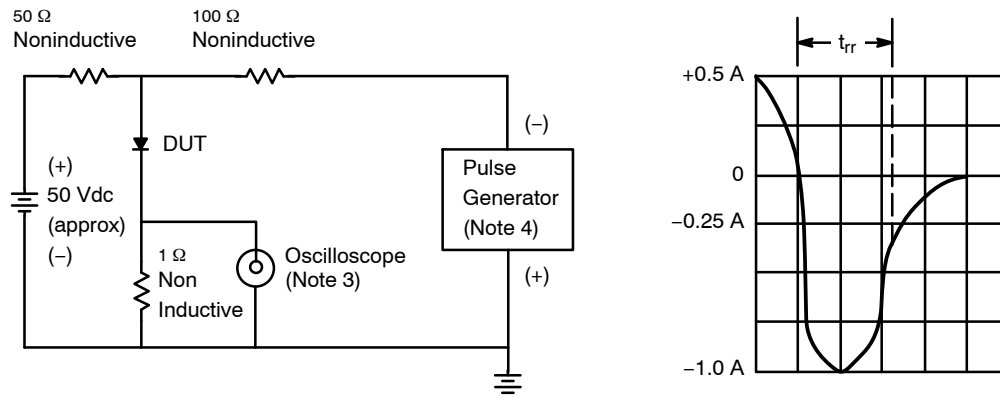 50 Ω
Noninductive
100 Ω
Noninductive
DUT
(+)
50 Vdc
(approx)
(−)
1 Ω
Non
Inductive
Oscilloscope
(Note 3)
(−)
Pulse
Generator
(Note 4)
(+)
trr
+0.5 A
0
−0.25 A
−1.0 A